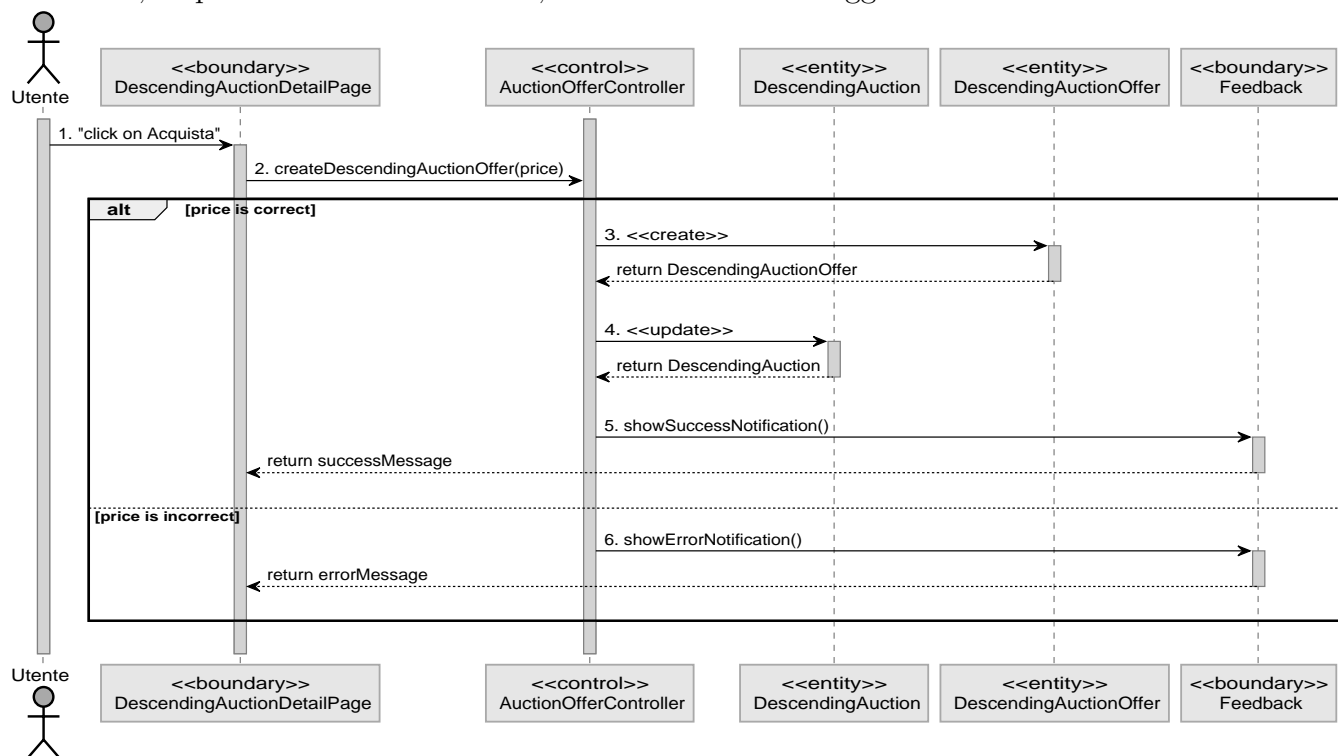 Utente
<<boundary>>
DescendingAuctionDetailPage
<<control>>
AuctionOfferController
<<entity>>
DescendingAuction
<<entity>>
DescendingAuctionOffer
<<boundary>>
Feedback
1. "click on Acquista"
2. createDescendingAuctionOffer(price)
alt [price is correct]
3. <<create>>
return DescendingAuctionOffer
4. <<update>>
return DescendingAuction
5. showSuccessNotification()
return successMessage
[price is incorrect]
6. showErrorNotification()
return errorMessage
Utente
<<boundary>>
DescendingAuctionDetailPage
<<control>>
AuctionOfferController
<<entity>>
DescendingAuction
<<entity>>
DescendingAuctionOffer
<<boundary>>
Feedback